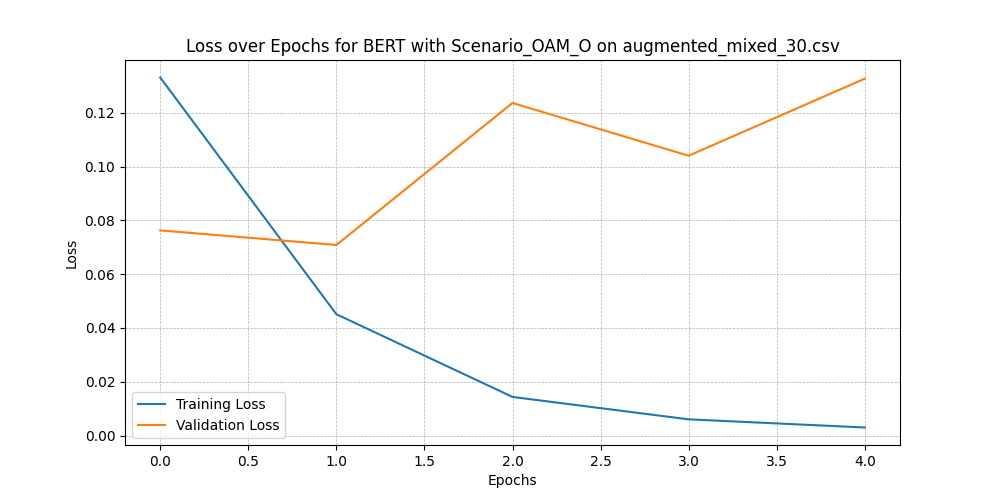 Loss over Epochs for BERT with Scenario_OAM_O on augmented_mixed_30.csv
0.12
0.10
0.08
0.06
0.04
0.02
0.00
Loss
Training Loss
Validation Loss
0.0 0.5 1.0 1.5 2.0 2.5 3.0 3.5 4.0
Epochs